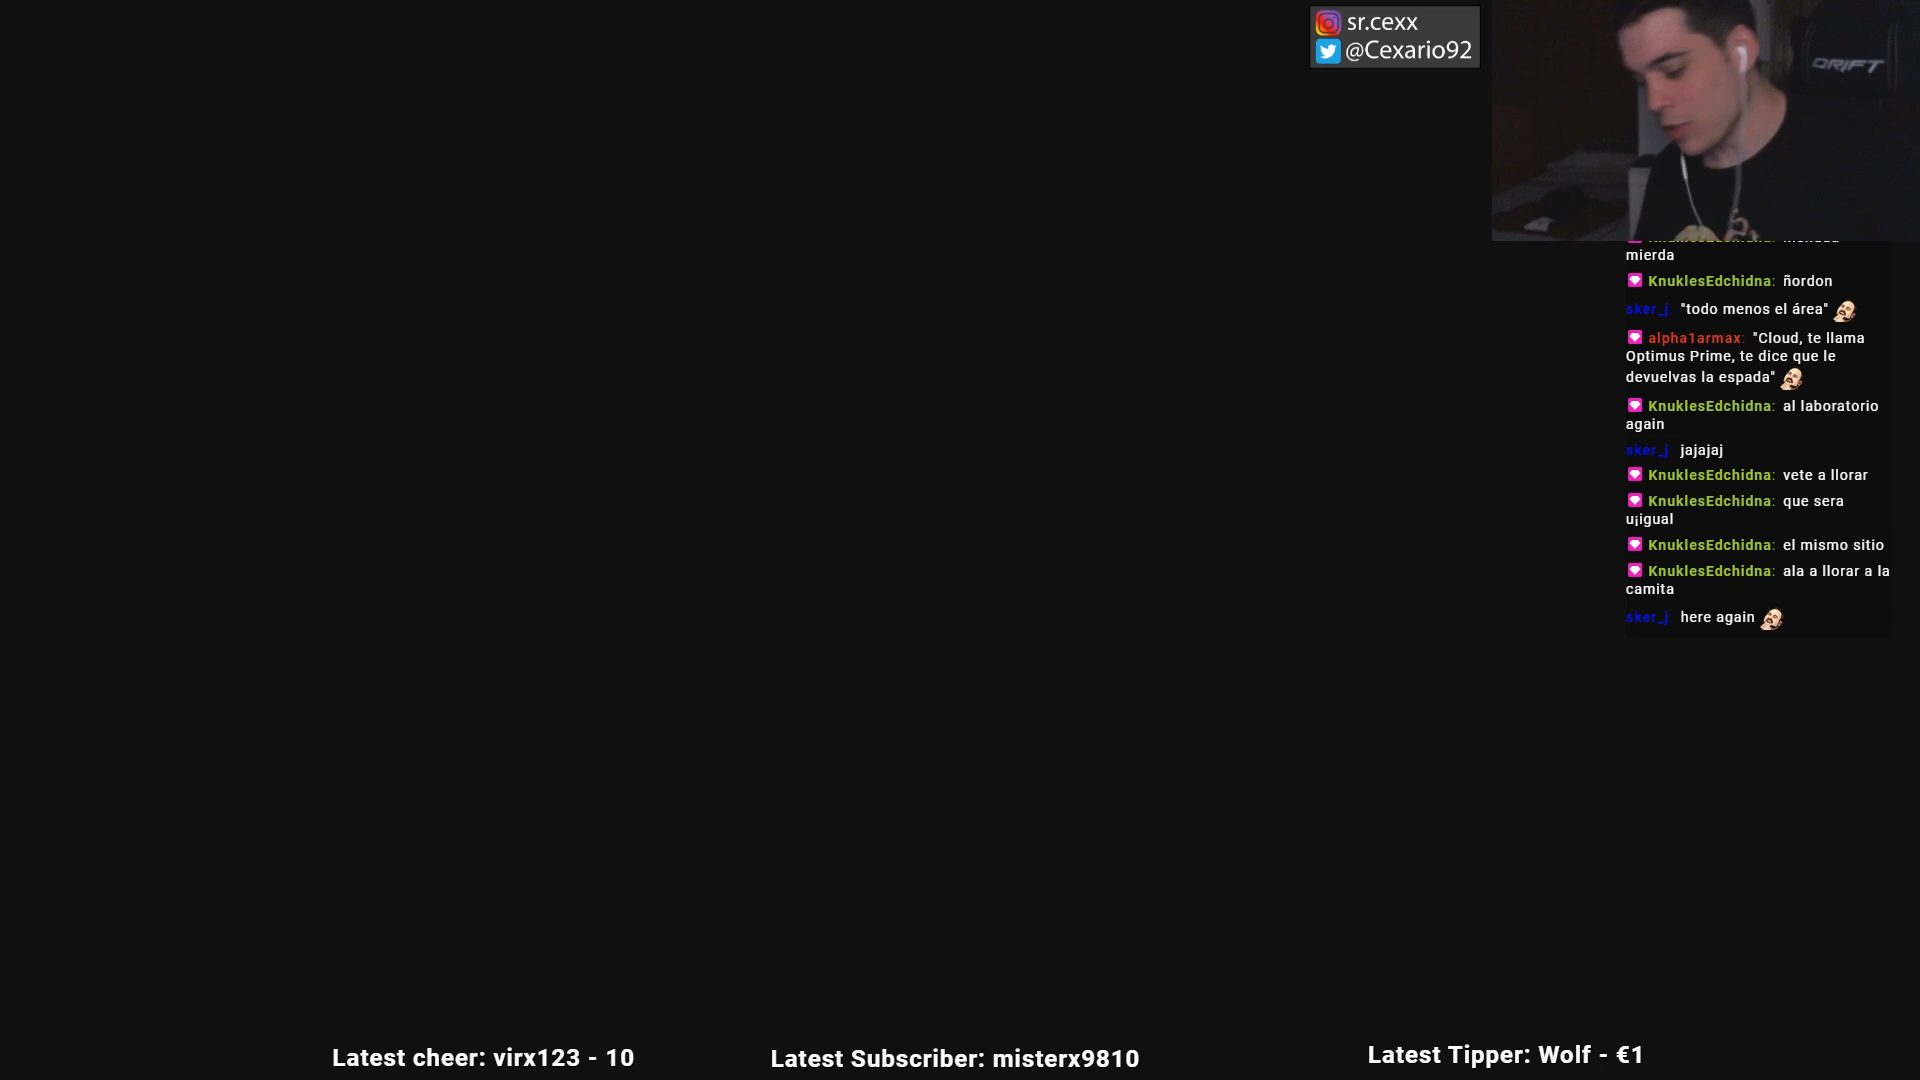 sr.cexx
@Cexario92
DRIFT
mierda
KnuklesEdchidna: ñordon
sker_j: "todo menos el área"
alpha1armax: "Cloud, te llama
Optimus Prime, te dice que le
devuelvas la espada"
KnuklesEdchidna: al laboratorio
again
sker_j: jajajaj
KnuklesEdchidna: vete a llorar
KnuklesEdchidna: que sera
u¡igual
KnuklesEdchidna: el mismo sitio
KnuklesEdchidna: ala a llorar a la
camita
sker_j: here again
Latest cheer: virx123 - 10
Latest Subscriber: misterx9810
Latest Tipper: Wolf - €1